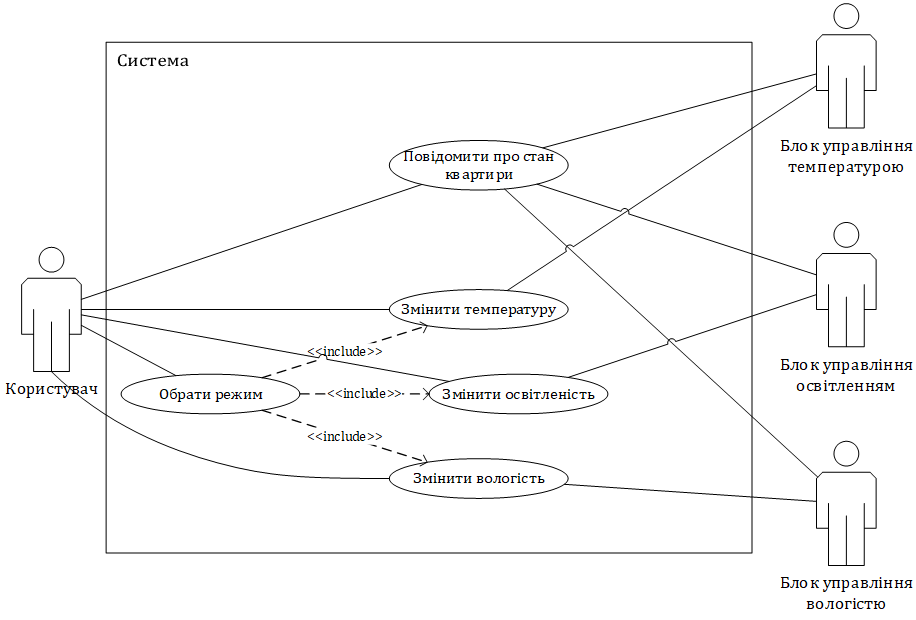 Система
Повідомити про стан
квартири
Блок управління
температурою
Змінити температуру
<<include>>
Користувач
Обрати режим
<<include>>
Змінити освітленість
Блок управління
освітленням
<<include>>
Змінити вологість
Блок управління
вологістю